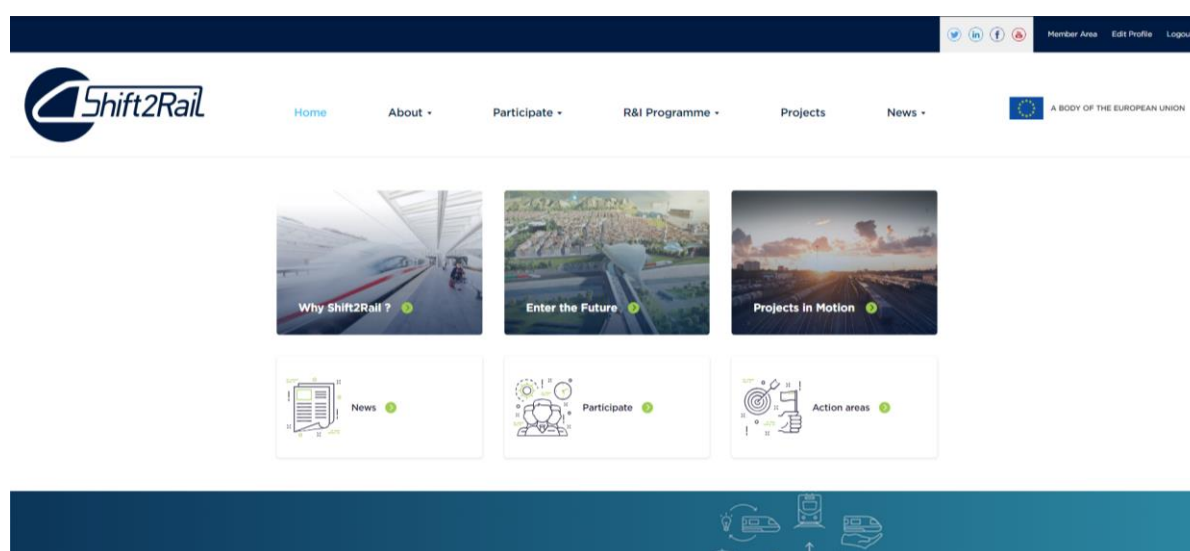 Member Area Edit Profile Logou
Shift2Rail
Home About Participate R&I Programme Projects News
A BODY OF THE EUROPEAN UNION
Why Shift2Rail ? Enter the Future Projects in Motion
News Participate Action areas